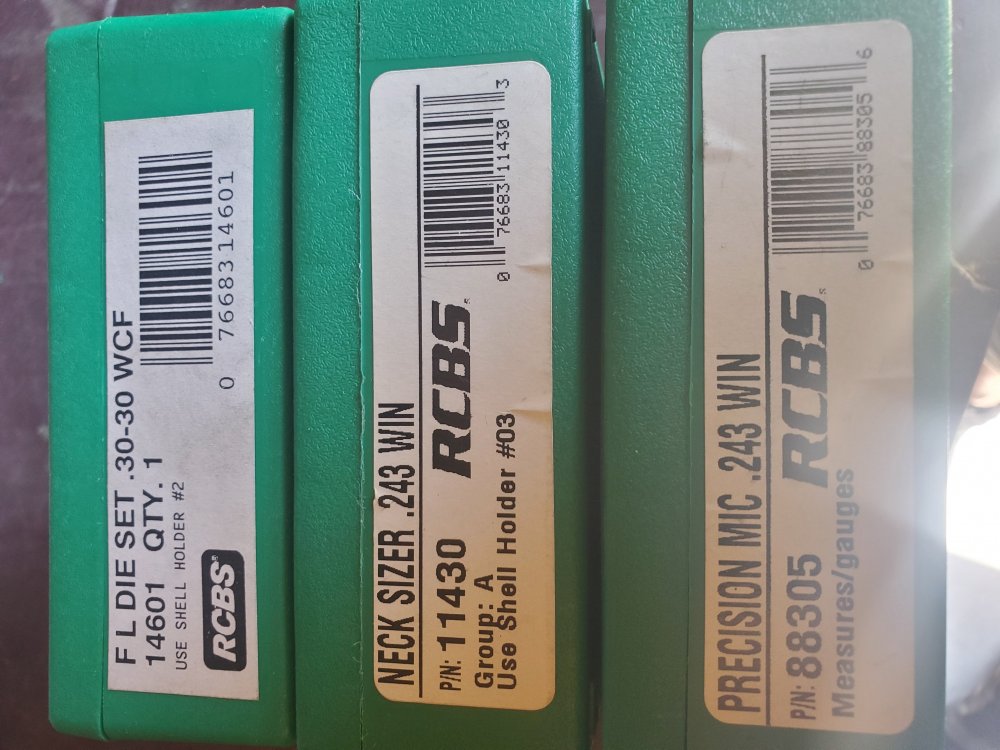 F L DIE SET .30-30 WCF
14601 QTY. 1
USE SHELL HOLDER #2
RCBS
0 76683 14601
NECK SIZER .243 WIN
P/N: 11430
Group: A
Use Shell Holder #03
RCBS
0 76683 11430 3
PRECISION MIC .243 WIN
P/N: 88305
Measures/gauges
RCBS
0 76683 88305 6